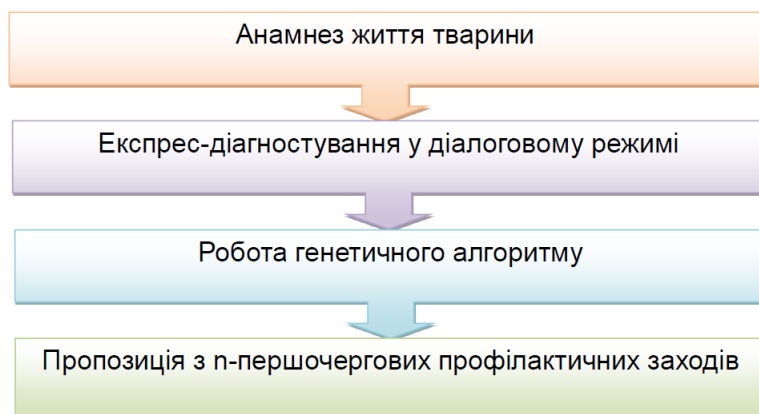 Анамнез життя тварини
Експрес-діагностування у діалоговому режимі
Робота генетичного алгоритму
Пропозиція з n-першочергових профілактичних заходів